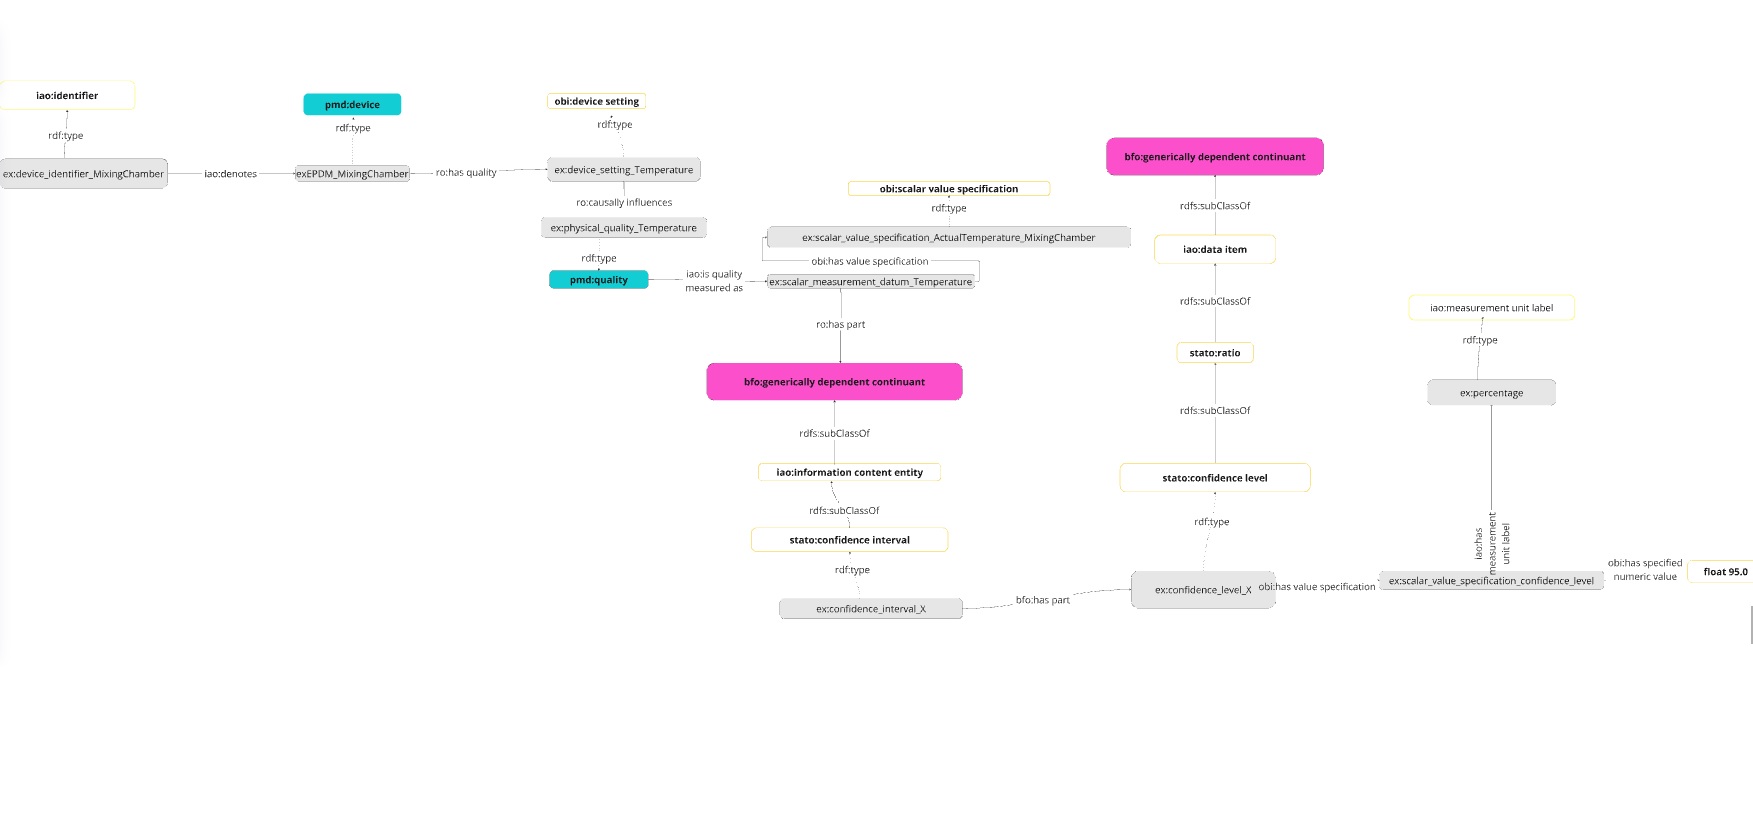 iao:identifier
rdf:type
ex:device_identifier_MixingChamber
iao:denotes
pmd:device
rdf:type
exEPDM_MixingChamber
ro:has quality
obi:device setting
rdf:type
ex:device_setting_Temperature
ro:causally influences
ex:physical_quality_Temperature
rdf:type
pmd:quality
iao:is quality
measured as
obi:scalar value specification
rdf:type
ex:scalar_value_specification_ActualTemperature_MixingChamber
obi:has value specification
ex:scalar_measurement_datum_Temperature
ro:has part
bfo:generically dependent continuant
rdfs:subClassOf
iao:information content entity
rdfs:subClassOf
stato:confidence interval
rdf:type
ex:confidence_interval_X
bfo:has part
bfo:generically dependent continuant
rdfs:subClassOf
iao:data item
rdfs:subClassOf
stato:ratio
rdfs:subClassOf
stato:confidence level
rdf:type
ex:confidence_level_X
obi:has value specification
iao:measurement unit label
rdf:type
ex:percentage
iao:has
measurement
unit label
ex:scalar_value_specification_confidence_level
obi:has specified
numeric value
float 95.0